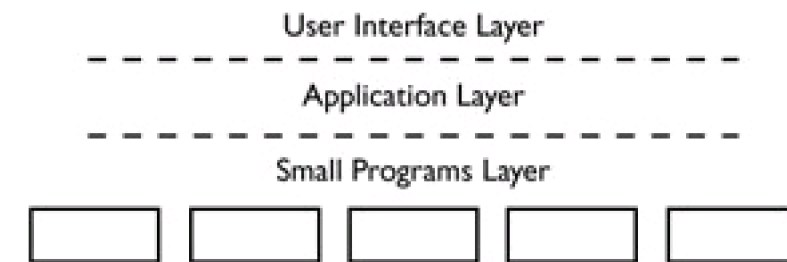 User Interface Layer
Application Layer
Small Programs Layer